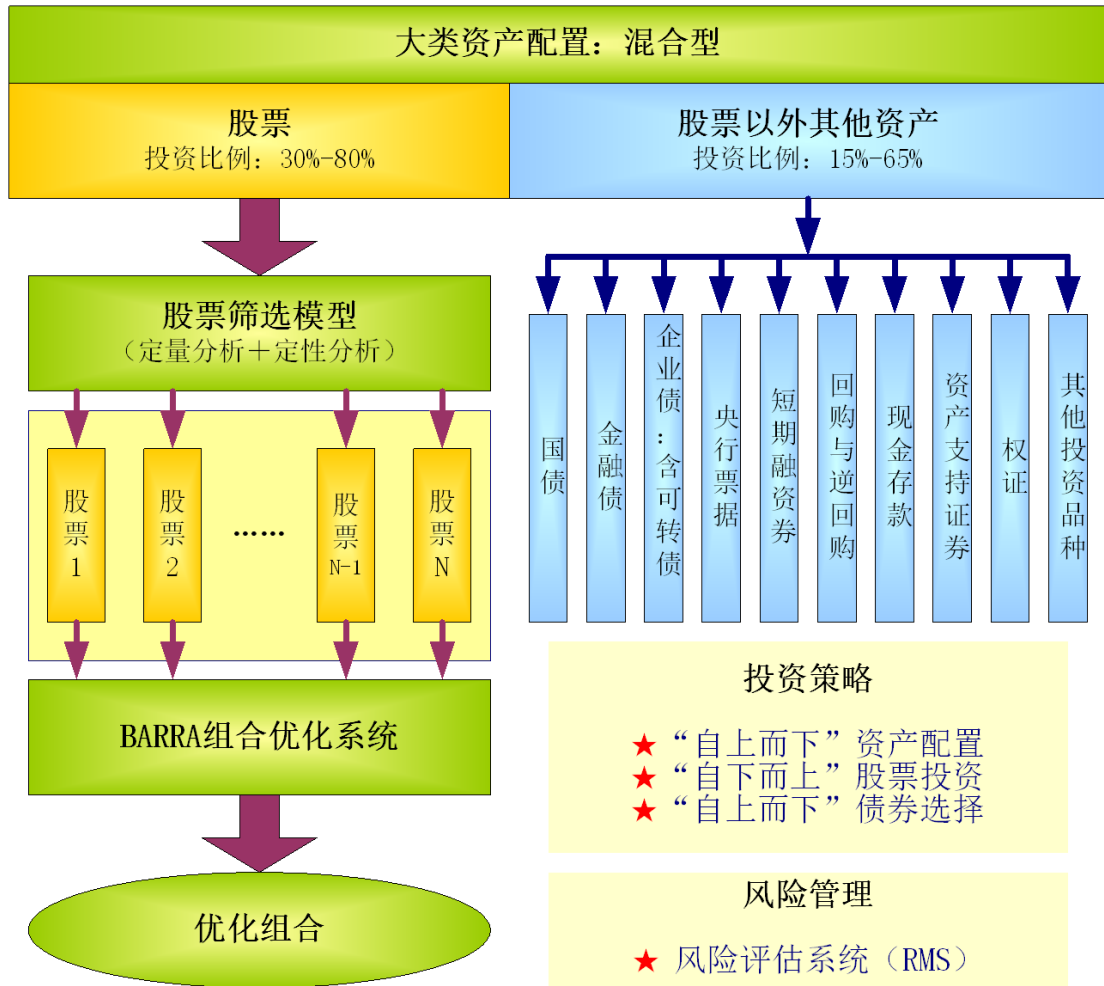 大类资产配置：混合型
股票
投资比例：30%-80%
股票以外其他资产
投资比例：15%-65%
股票筛选模型
（定量分析＋定性分析）
股票1
股票2
……
股票N-1
股票N
BARRA组合优化系统
优化组合
国债
金融债
企业债：含可转债
央行票据
短期融资券
回购与逆回购
现金存款
资产支持证券
权证
其他投资品种
投资策略
★ “自上而下”资产配置
★ “自下而上”股票投资
★ “自上而下”债券选择
风险管理
★ 风险评估系统（RMS）